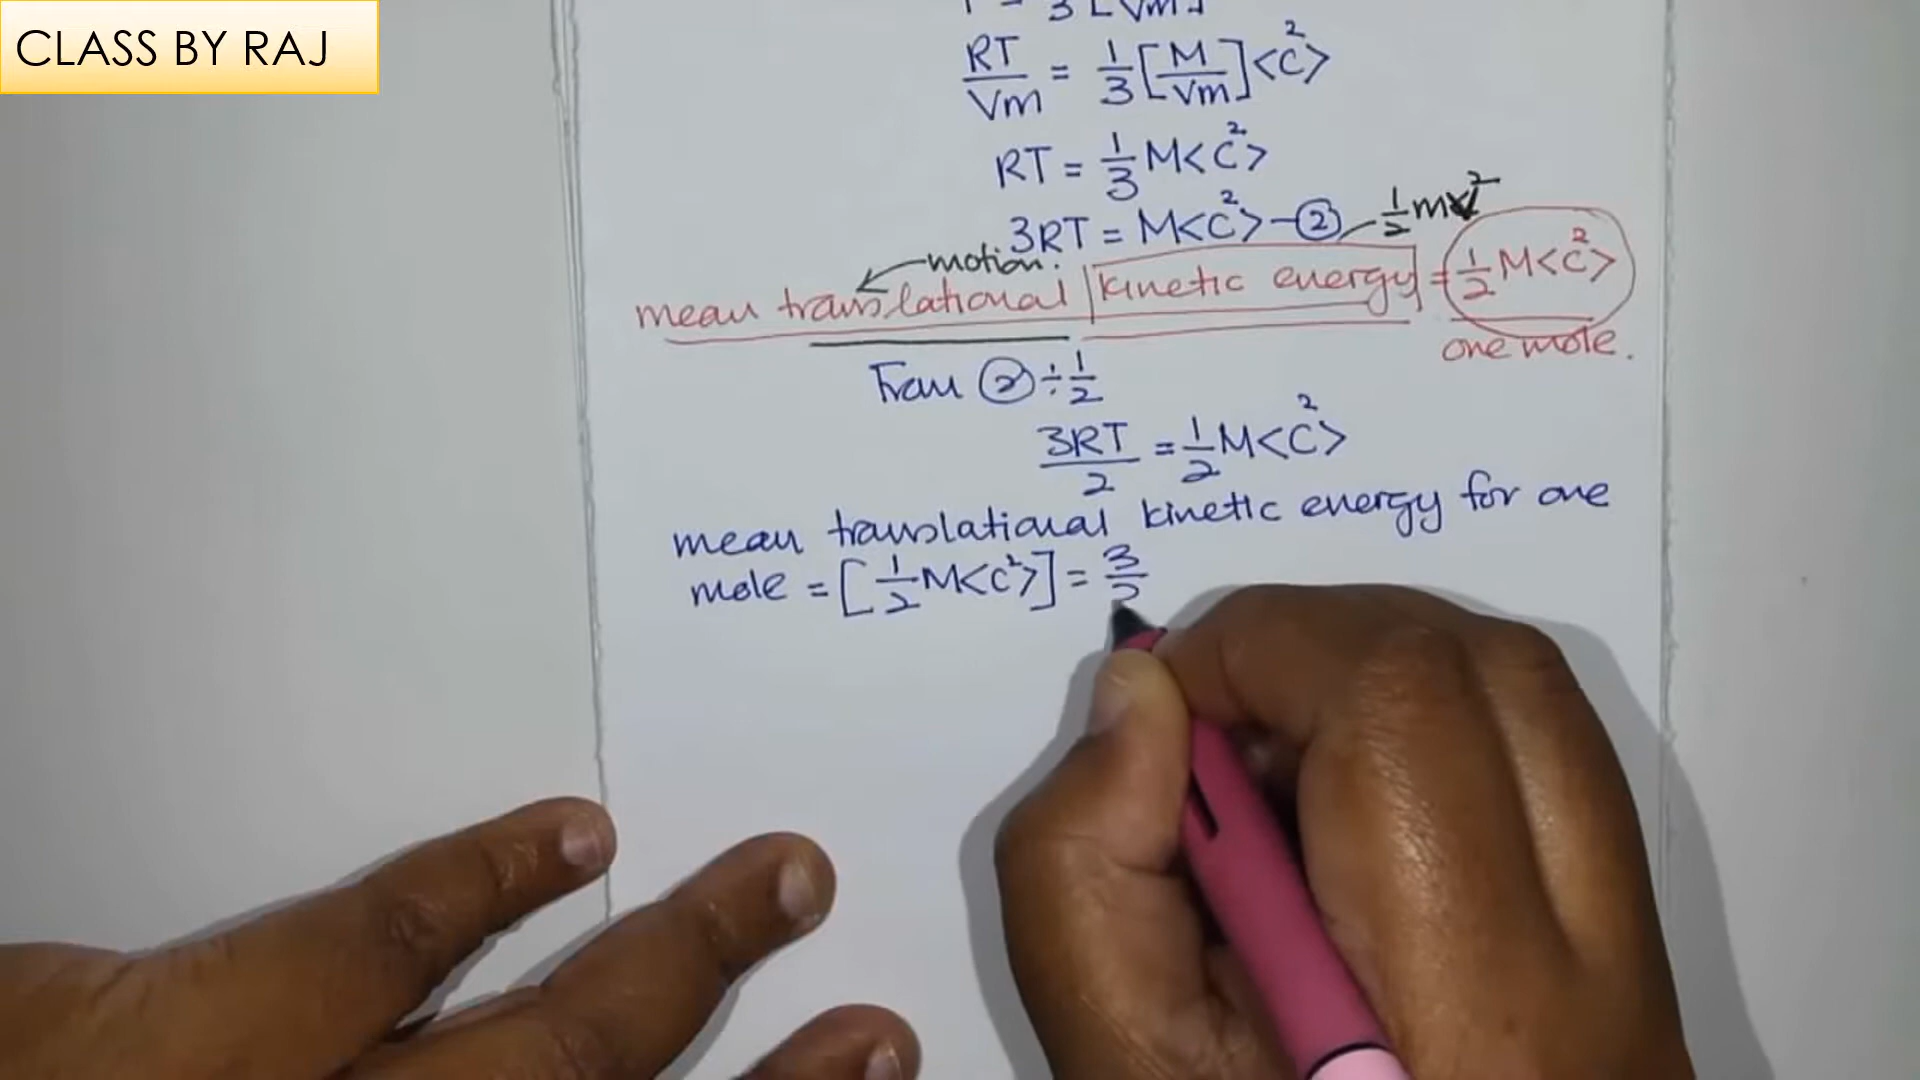 CLASS BY RAJ
RT/Vm = 1/3 [M/Vm] <C²>
RT = 1/3 M<C²>
3RT = M<C²> — ② 1/2 mv²
motion.
mean translational kinetic energy = 1/2 M<C²>
one mole.
From ② ÷ 1/2
3RT/2 = 1/2 M<C²>
mean translational kinetic energy for one
mole = [1/2 M<C²>] = 3/2